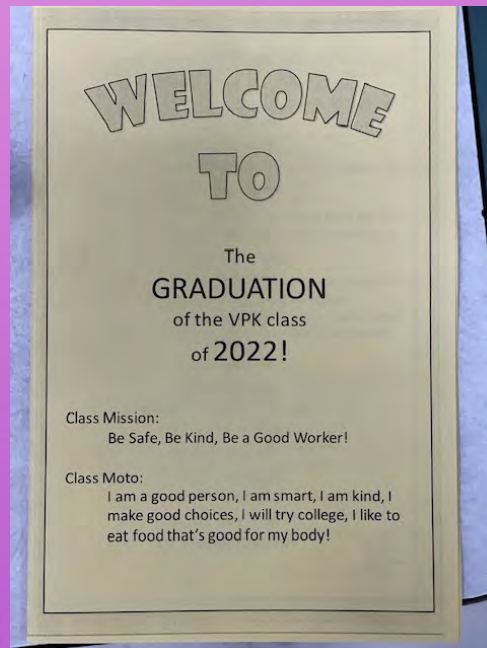 WELCOME
TO
The
GRADUATION
of the VPK class
of 2022!
Class Mission:
Be Safe, Be Kind, Be a Good Worker!
Class Moto:
I am a good person, I am smart, I am kind, I
make good choices, I will try college, I like to
eat food that's good for my body!